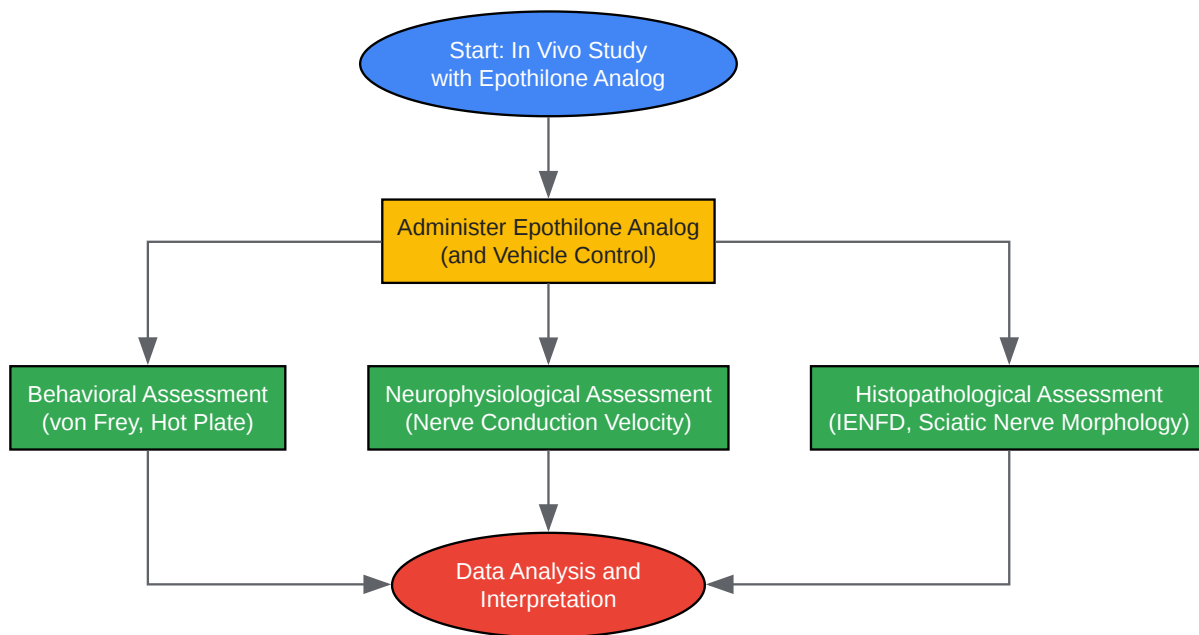 Start: In Vivo Study
with Epothilone Analog
Administer Epothilone Analog
(and Vehicle Control)
Behavioral Assessment
(von Frey, Hot Plate)
Neurophysiological Assessment
(Nerve Conduction Velocity)
Histopathological Assessment
(IENFD, Sciatic Nerve Morphology)
Data Analysis and
Interpretation